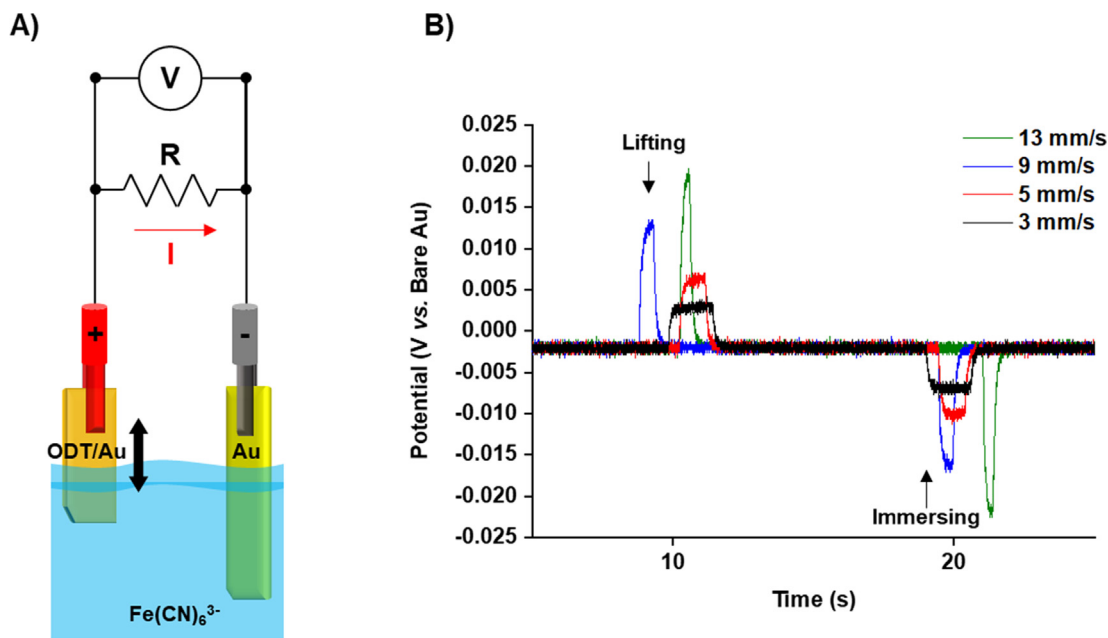 A)
V
R
I
+
-
ODT/Au
Au
Fe(CN)₆³⁻
B)
Potential (V vs. Bare Au)
0.025
0.020
0.015
0.010
0.005
0.000
-0.005
-0.010
-0.015
-0.020
-0.025
Lifting
13 mm/s
9 mm/s
5 mm/s
3 mm/s
Immersing
10
20
Time (s)